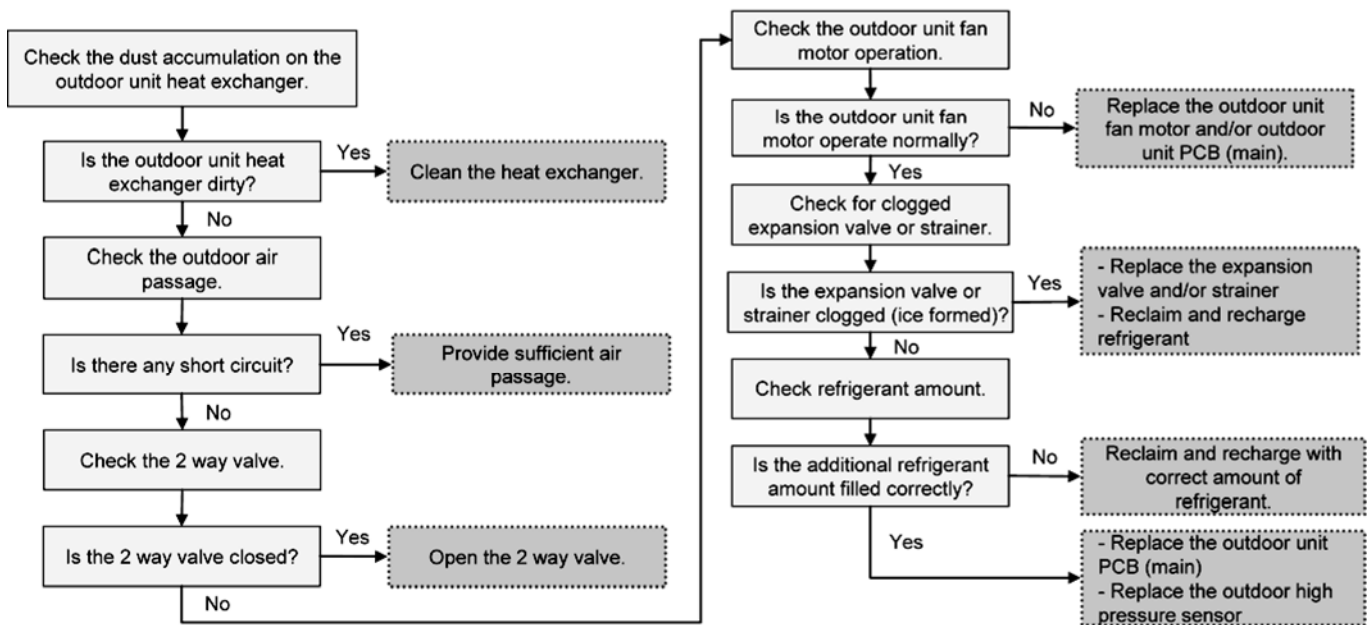 Check the dust accumulation on the
outdoor unit heat exchanger.
Is the outdoor unit heat
exchanger dirty?
Yes
Clean the heat exchanger.
No
Check the outdoor air
passage.
Is there any short circuit?
Yes
Provide sufficient air
passage.
No
Check the 2 way valve.
Is the 2 way valve closed?
Yes
Open the 2 way valve.
No
Check the outdoor unit fan
motor operation.
Is the outdoor unit fan
motor operate normally?
No
Replace the outdoor unit
fan motor and/or outdoor
unit PCB (main).
Yes
Check for clogged
expansion valve or strainer.
Is the expansion valve or
strainer clogged (ice formed)?
Yes
- Replace the expansion
valve and/or strainer
- Reclaim and recharge
refrigerant
No
Check refrigerant amount.
Is the additional refrigerant
amount filled correctly?
No
Reclaim and recharge with
correct amount of
refrigerant.
Yes
- Replace the outdoor unit
PCB (main)
- Replace the outdoor high
pressure sensor